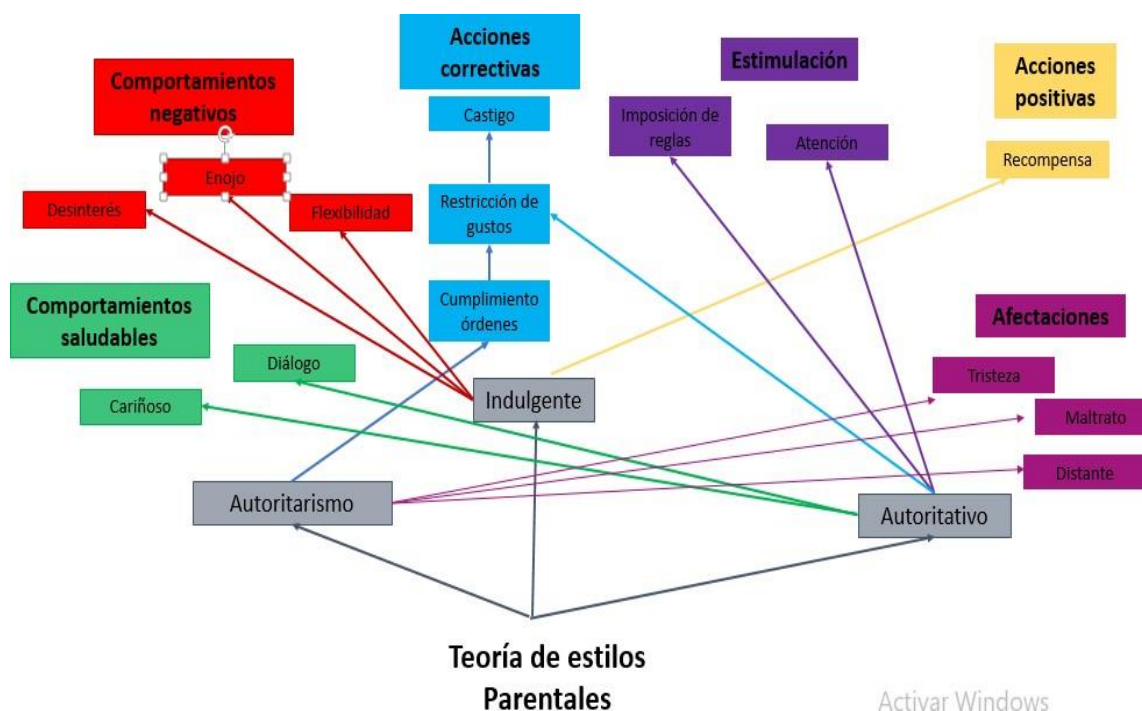 Acciones
correctivas
Estimulación
Acciones
positivas
Comportamientos
negativos
Castigo
Imposición de
reglas
Atención
Recompensa
Enojo
Desinterés
Flexibilidad
Restricción de
gustos
Comportamientos
saludables
Cumplimiento
órdenes
Afectaciones
Diálogo
Tristeza
Cariñoso
Indulgente
Maltrato
Distante
Autoritarismo
Autoritativo
Teoría de estilos
Parentales
Activar Windows